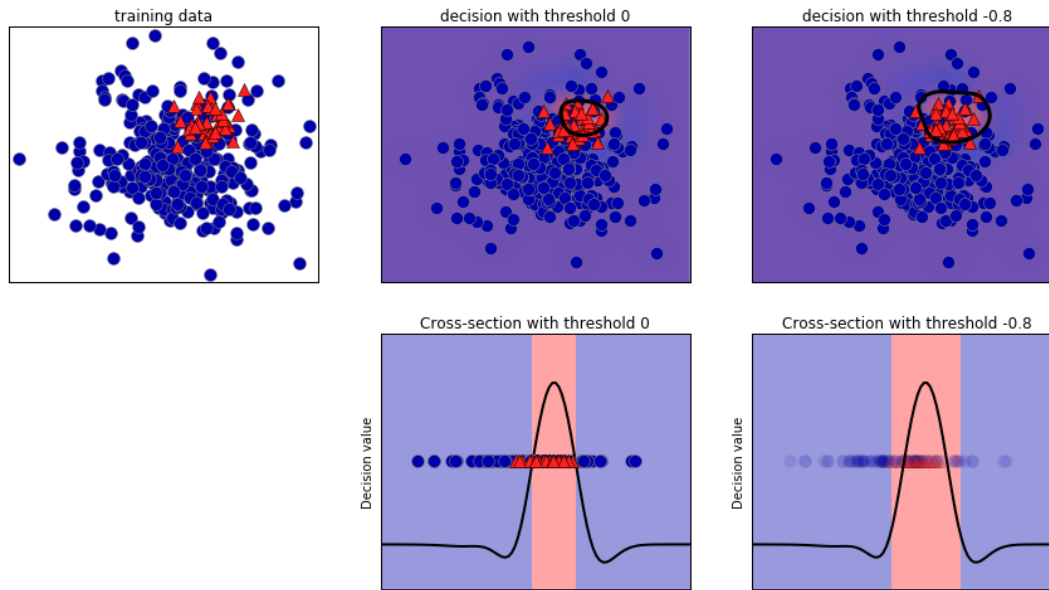 training data
decision with threshold 0
decision with threshold -0.8
Cross-section with threshold 0
Cross-section with threshold -0.8
Decision value
Decision value